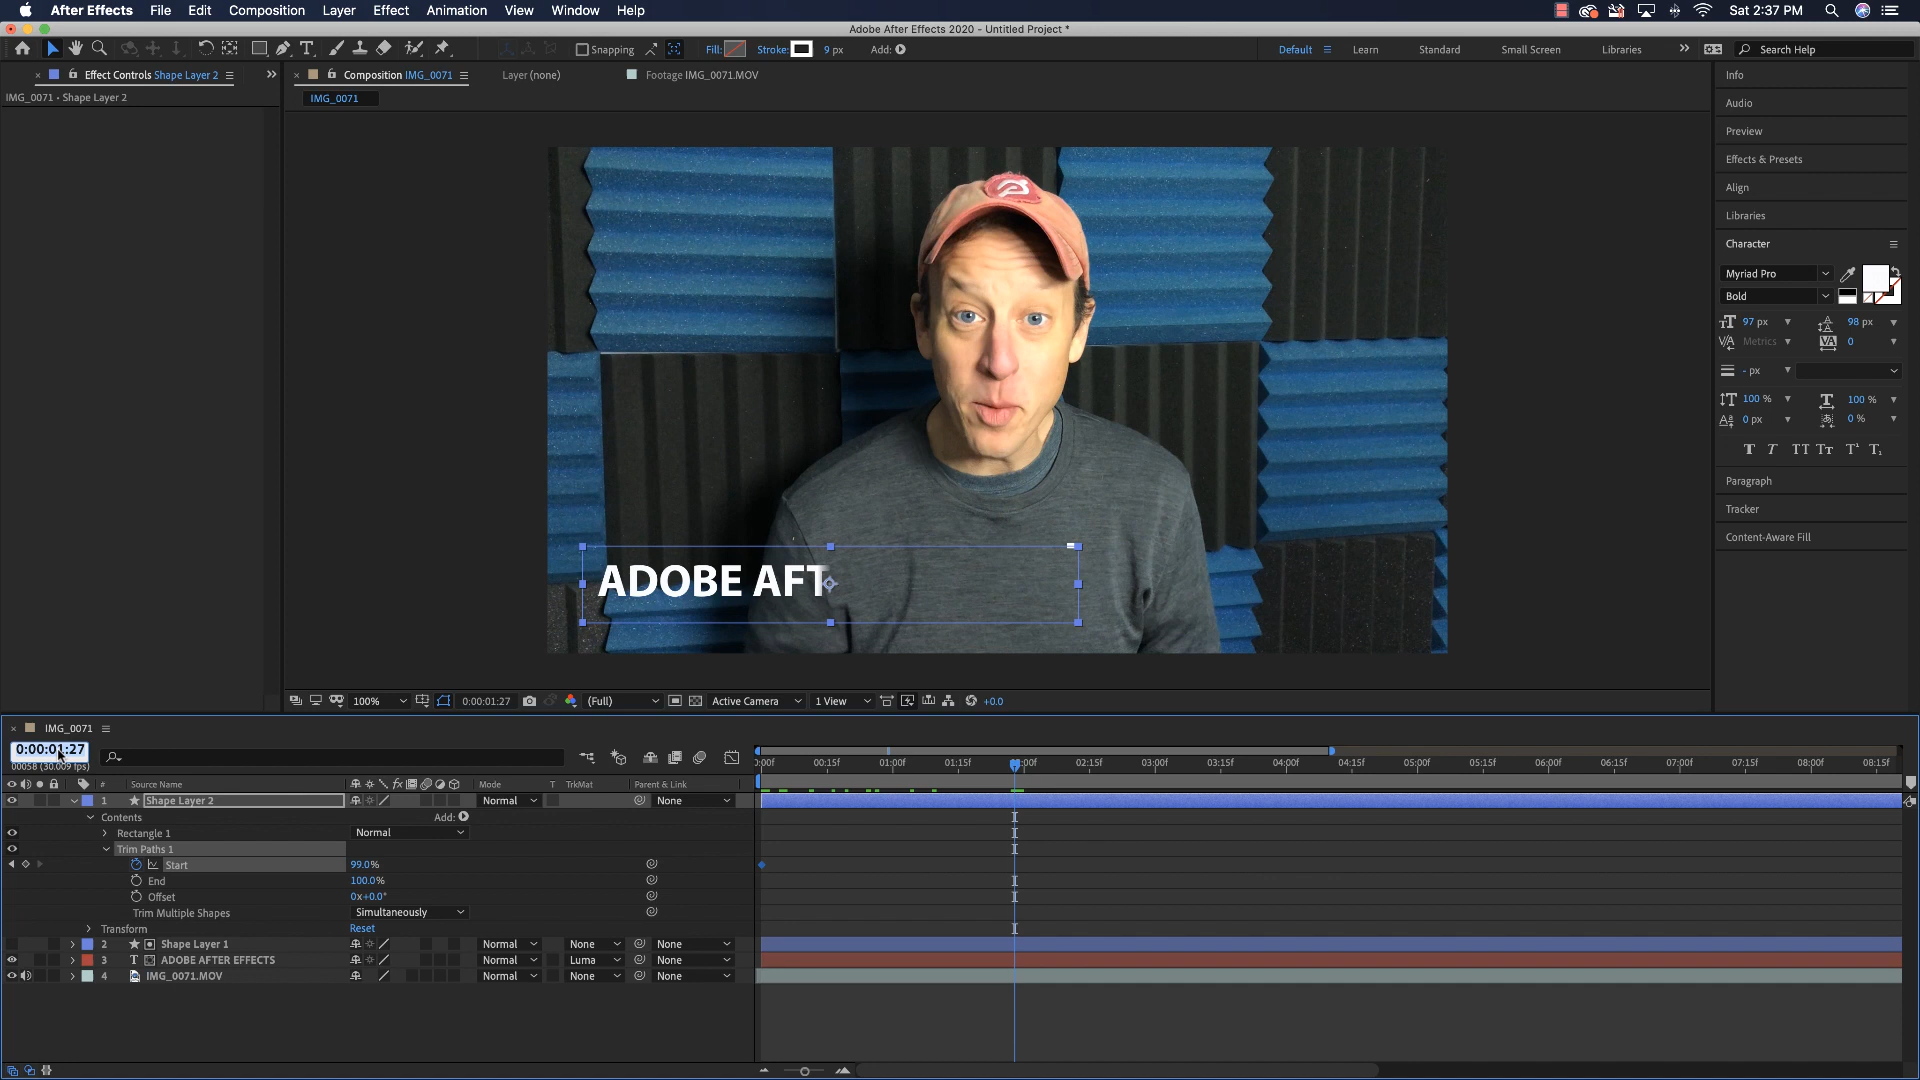 After Effects File Edit Composition Layer Effect Animation View Window Help Sat 2:37 PM
Adobe After Effects 2020 - Untitled Project *
Snapping Fill: Stroke: 9 px Add: Default Learn Standard Small Screen Libraries Search Help
Effect Controls Shape Layer 2 Composition IMG_0071 Layer (none) Footage IMG_0071.MOV
IMG_0071 • Shape Layer 2 IMG_0071
Info
Audio
Preview
Effects & Presets
Align
Libraries
Character
Myriad Pro
Bold
97 px 98 px
Metrics 0
- px
100 % 100 %
0 px 0 %
T T TT Tt T¹ T₁
Paragraph
Tracker
Content-Aware Fill
ADOBE AFT
100% 0:00:01:27 (Full) Active Camera 1 View +0.0
IMG_0071
0:00:01:27
00058 (30.009 fps)
0:00f 00:15f 01:00f 01:15f 02:15f 03:00f 03:15f 04:00f 04:15f 05:00f 05:15f 06:00f 06:15f 07:00f 07:15f 08:00f 08:15f
# Source Name fx Mode T TrkMat Parent & Link
1 Shape Layer 2 Normal None
Contents Add:
Rectangle 1 Normal
Trim Paths 1
Start 99.0%
End 100.0%
Offset 0x+0.0°
Trim Multiple Shapes Simultaneously
Transform Reset
2 Shape Layer 1 Normal None None
3 T ADOBE AFTER EFFECTS Normal Luma None
4 IMG_0071.MOV Normal None None